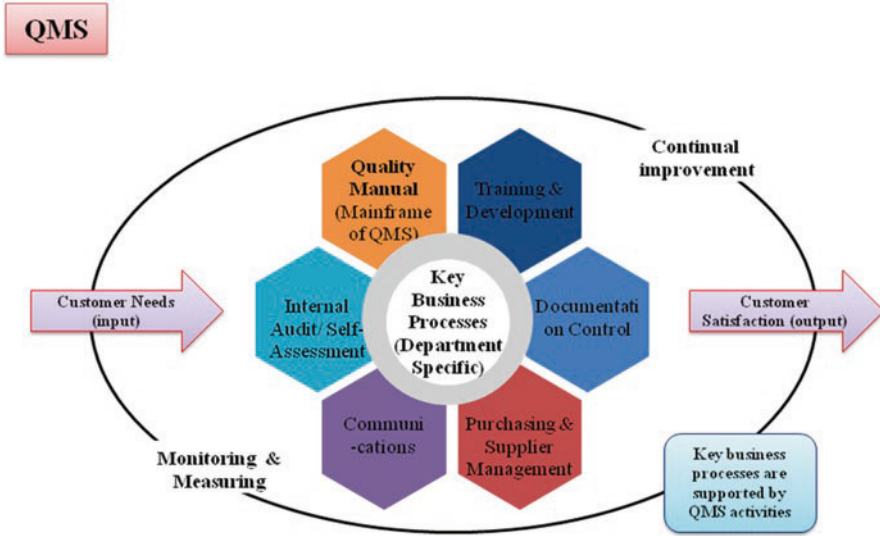 QMS
Continual
improvement
Quality
Manual
(Mainframe
of QMS)
Training &
Development
Customer Needs
(input)
Internal
Audit/ Self-
Assessment
Key
Business
Processes
(Department
Specific)
Documentati
on Control
Customer
Satisfaction (output)
Communi
-cations
Purchasing &
Supplier
Management
Monitoring &
Measuring
Key business
processes are
supported by
QMS activities